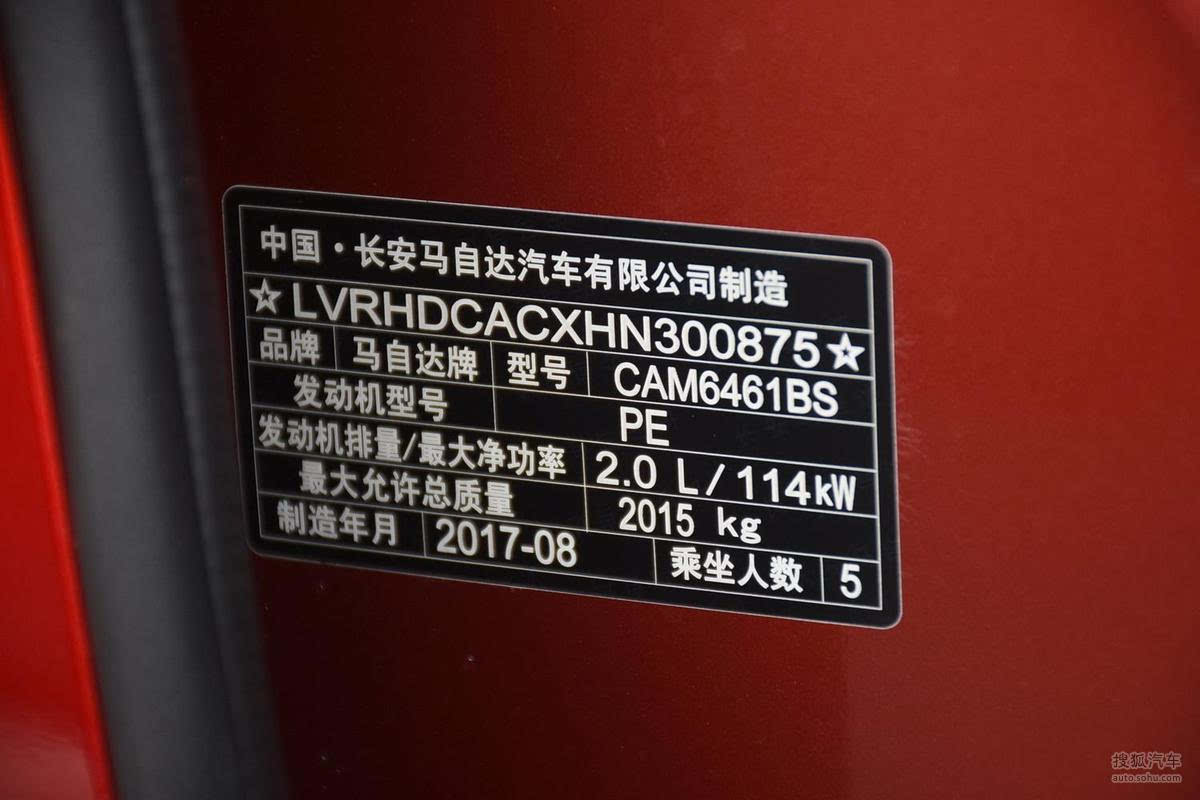 中国·长安马自达汽车有限公司制造
☆LVRHDCACXHN300875☆
品牌 马自达牌 型号 CAM6461BS
发动机型号 PE
发动机排量/最大净功率 2.0 L/114kW
最大允许总质量 2015 kg
制造年月 2017-08 乘坐人数 5
搜狐汽车
auto.sohu.com